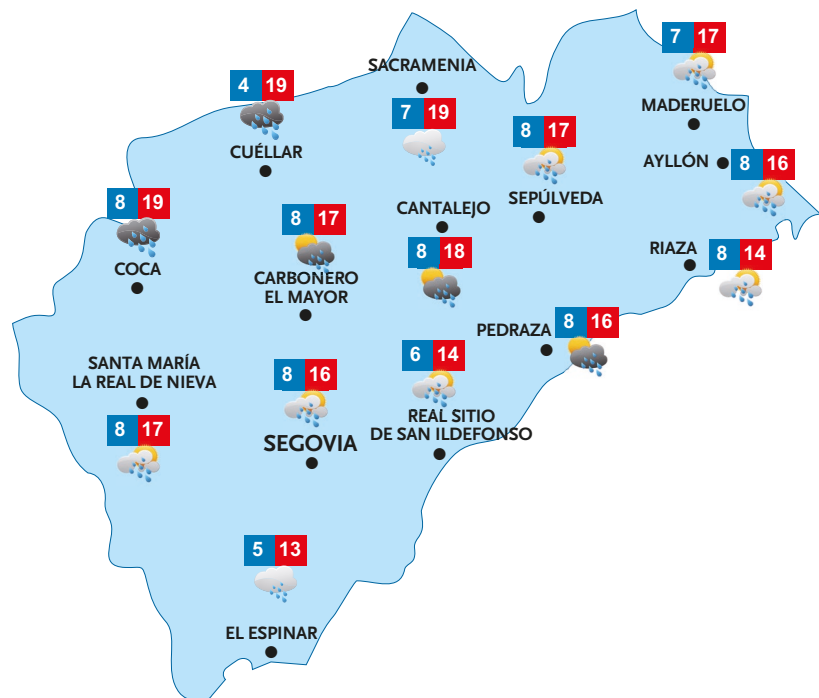 7 17
MADERUELO
SACRAMENIA
7 19
4 19
CUÉLLAR
8 17
SEPÚLVEDA
AYLLÓN
8 16
8 19
COCA
8 17
CARBONERO
EL MAYOR
CANTALEJO
8 18
RIAZA
8 14
PEDRAZA
8 16
SANTA MARÍA
LA REAL DE NIEVA
8 17
8 16
SEGOVIA
6 14
REAL SITIO
DE SAN ILDEFONSO
5 13
EL ESPINAR